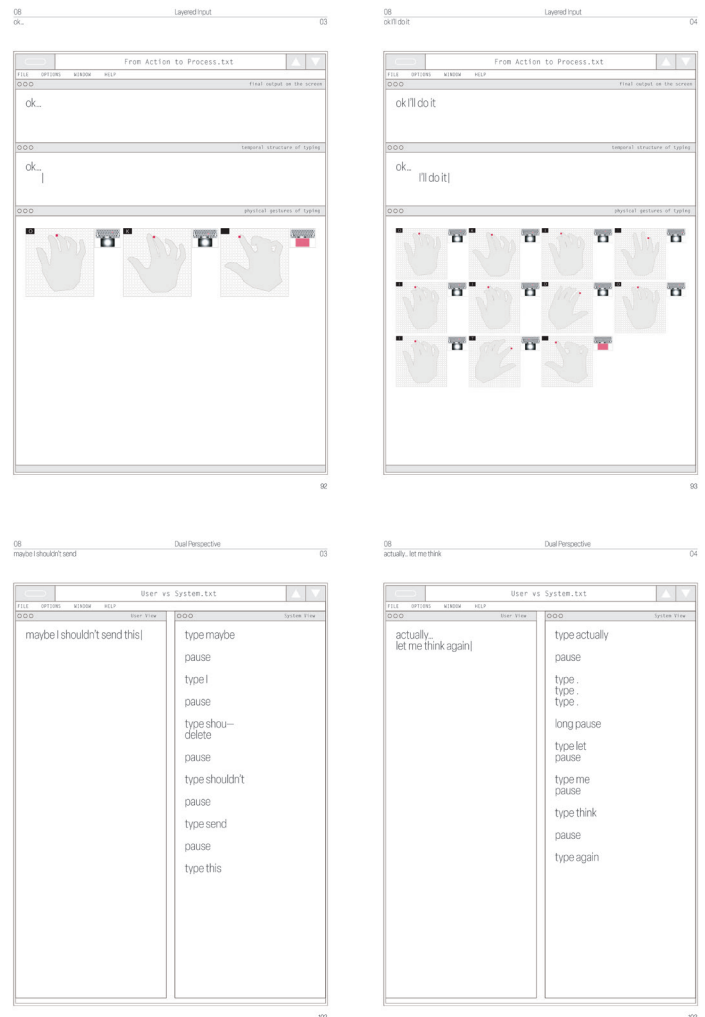 08 Layered Input
ok... 03
From Action to Process.txt
FILE OPTIONS WINDOW HELP
final output on the screen
ok...
temporal structure of typing
ok...
physical gestures of typing
O K
92
08 Layered Input
ok I'll do it 04
From Action to Process.txt
FILE OPTIONS WINDOW HELP
final output on the screen
ok I'll do it
temporal structure of typing
ok...
I'll do it|
physical gestures of typing
93
08 Dual Perspective
maybe I shouldn't send 03
User vs System.txt
FILE OPTIONS WINDOW HELP
User View
maybe I shouldn't send this|
System View
type maybe
pause
type I
pause
type shou—
delete
pause
type shouldn't
pause
type send
pause
type this
08 Dual Perspective
actually... let me think 04
User vs System.txt
FILE OPTIONS WINDOW HELP
User View
actually...
let me think again|
System View
type actually
pause
type .
type .
type .
long pause
type let
pause
type me
pause
type think
pause
type again